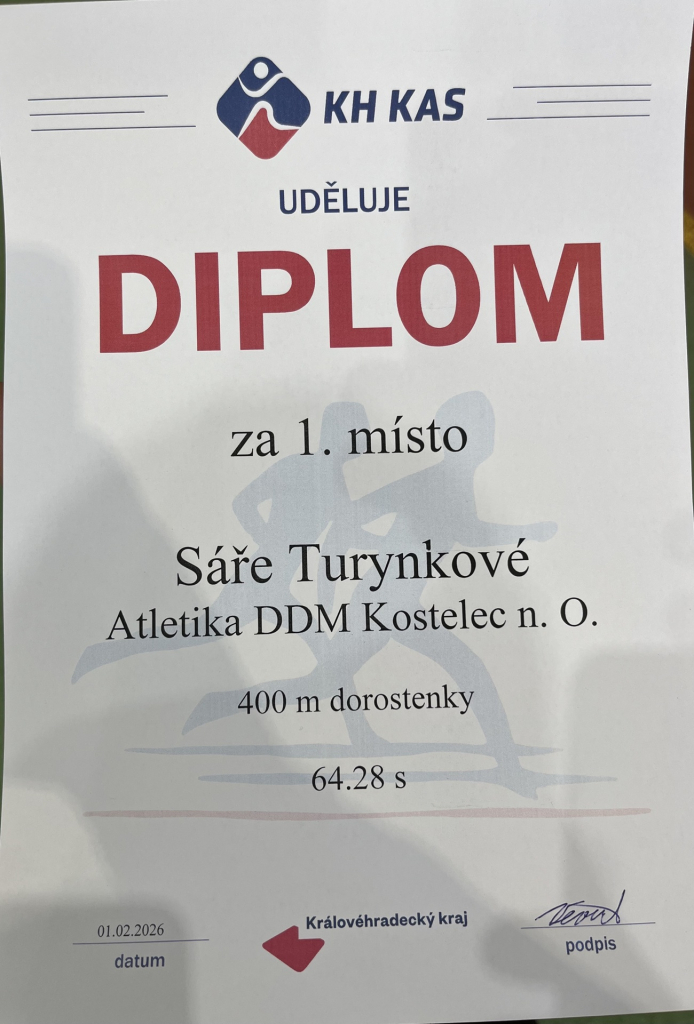 KH KAS
UDĚLUJE
DIPLOM
za 1. místo
Sáře Turynkové
Atletika DDM Kostelec n. O.
400 m dorostenky
64.28 s
01.02.2026
datum
Královéhradecký kraj
podpis